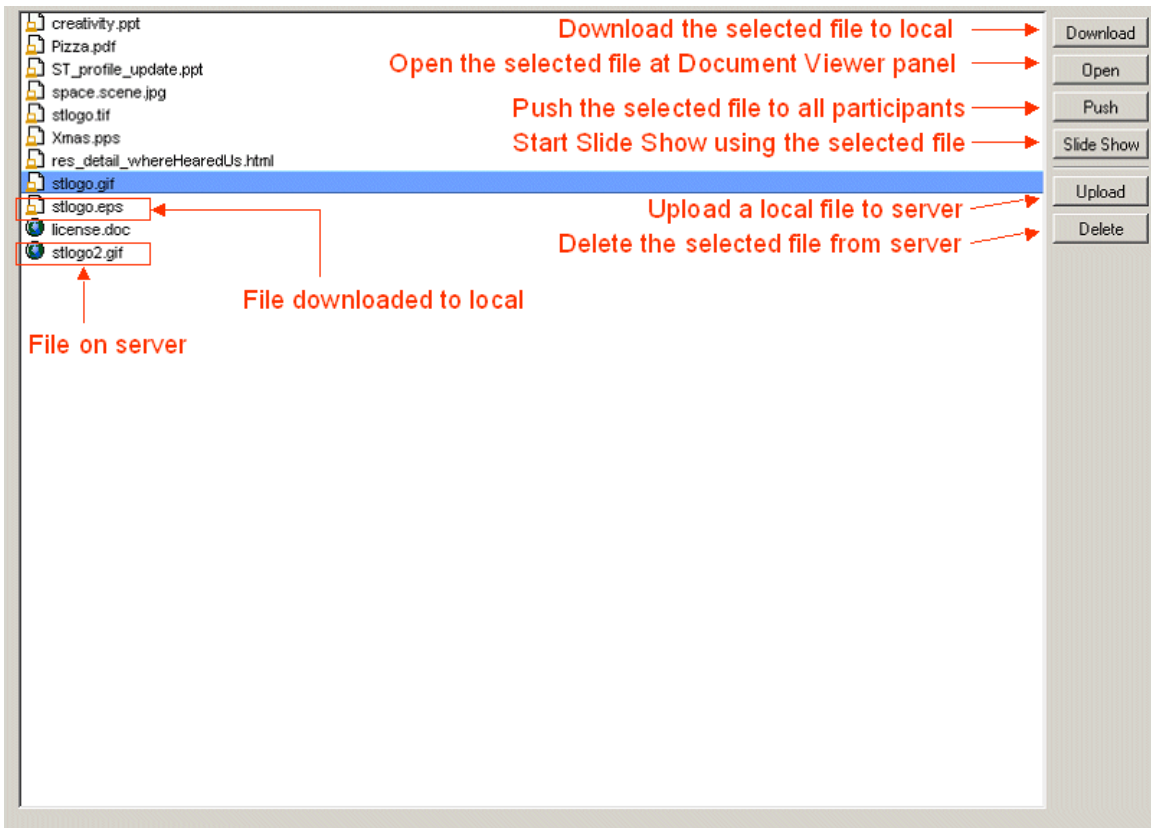 creativity.ppt
Pizza.pdf
ST_profile_update.ppt
space.scene.jpg
stlogo.tif
Xmas.pps
res_detail_whereHearedUs.html
stlogo.gif
stlogo.eps
license.doc
stlogo2.gif
Download the selected file to local
Open the selected file at Document Viewer panel
Push the selected file to all participants
Start Slide Show using the selected file
Upload a local file to server
Delete the selected file from server
File downloaded to local
File on server
Download
Open
Push
Slide Show
Upload
Delete